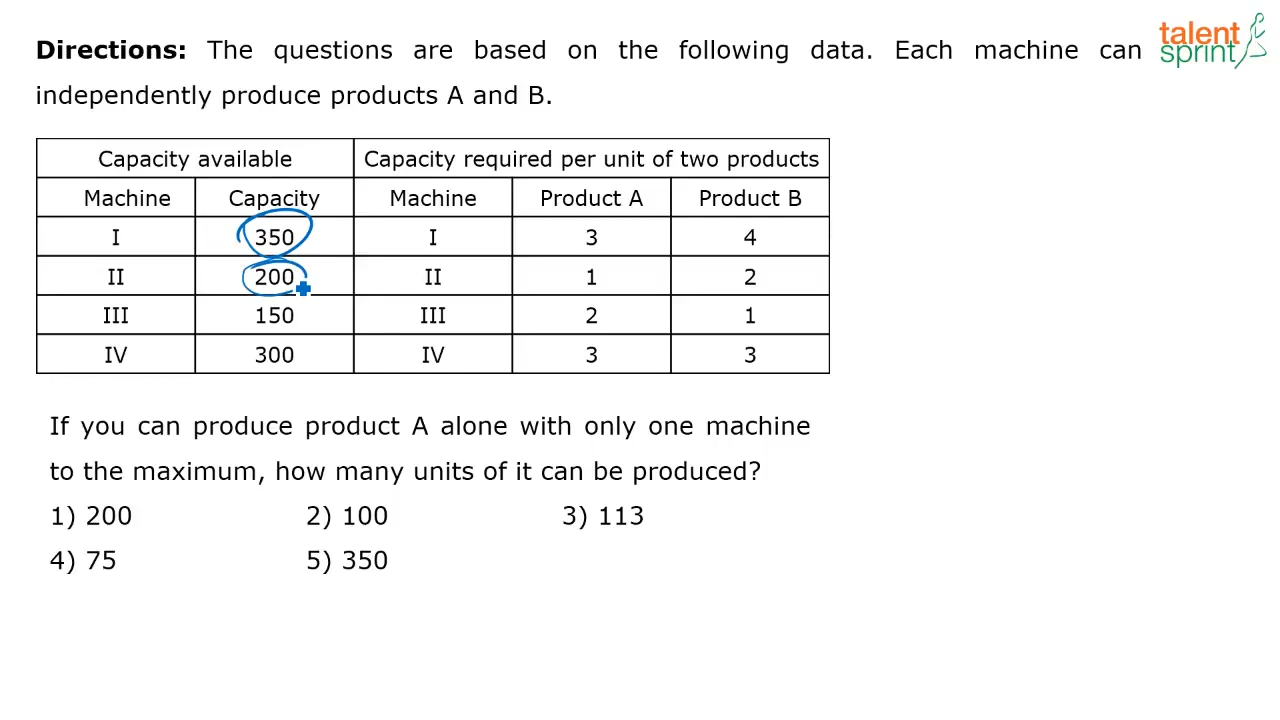 talent
sprint
Directions: The questions are based on the following data. Each machine can
independently produce products A and B.
Capacity available Capacity required per unit of two products
Machine Capacity Machine Product A Product B
I 350 I 3 4
II 200 II 1 2
III 150 III 2 1
IV 300 IV 3 3
If you can produce product A alone with only one machine
to the maximum, how many units of it can be produced?
1) 200 2) 100 3) 113
4) 75 5) 350